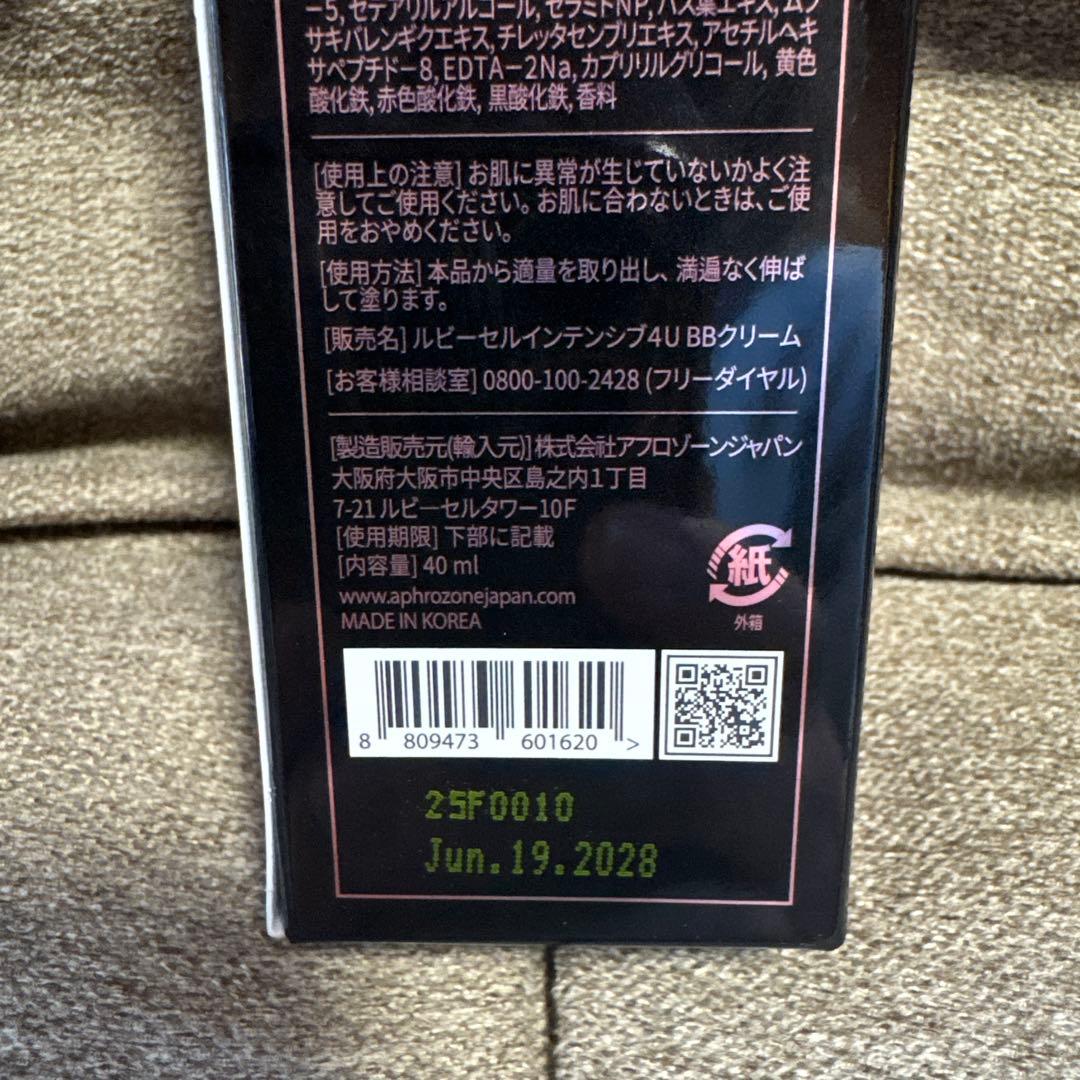 -5, セテアリルアルコール, セラミドNP, ハス葉エキス, ムラ
サキバレンギクエキス, チレッタセンブリエキス, アセチルヘキ
サペプチド-8, EDTA-2Na, カプリリルグリコール, 黄色
酸化鉄, 赤色酸化鉄, 黒酸化鉄, 香料
[使用上の注意] お肌に異常が生じていないかよく注
意してご使用ください。お肌に合わないときは、ご使
用をおやめください。
[使用方法] 本品から適量を取り出し、満遍なく伸ば
して塗ります。
[販売名] ルビーセルインテンシブ4U BBクリーム
[お客様相談室] 0800-100-2428 (フリーダイヤル)
[製造販売元(輸入元)] 株式会社アフロゾーンジャパン
大阪府大阪市中央区島之内1丁目
7-21 ルビーセルタワー10F
[使用期限] 下部に記載
[内容量] 40 ml
www.aphrozonejapan.com
MADE IN KOREA
紙
外箱
8 809473 601620 >
25F0010
Jun.19.2028